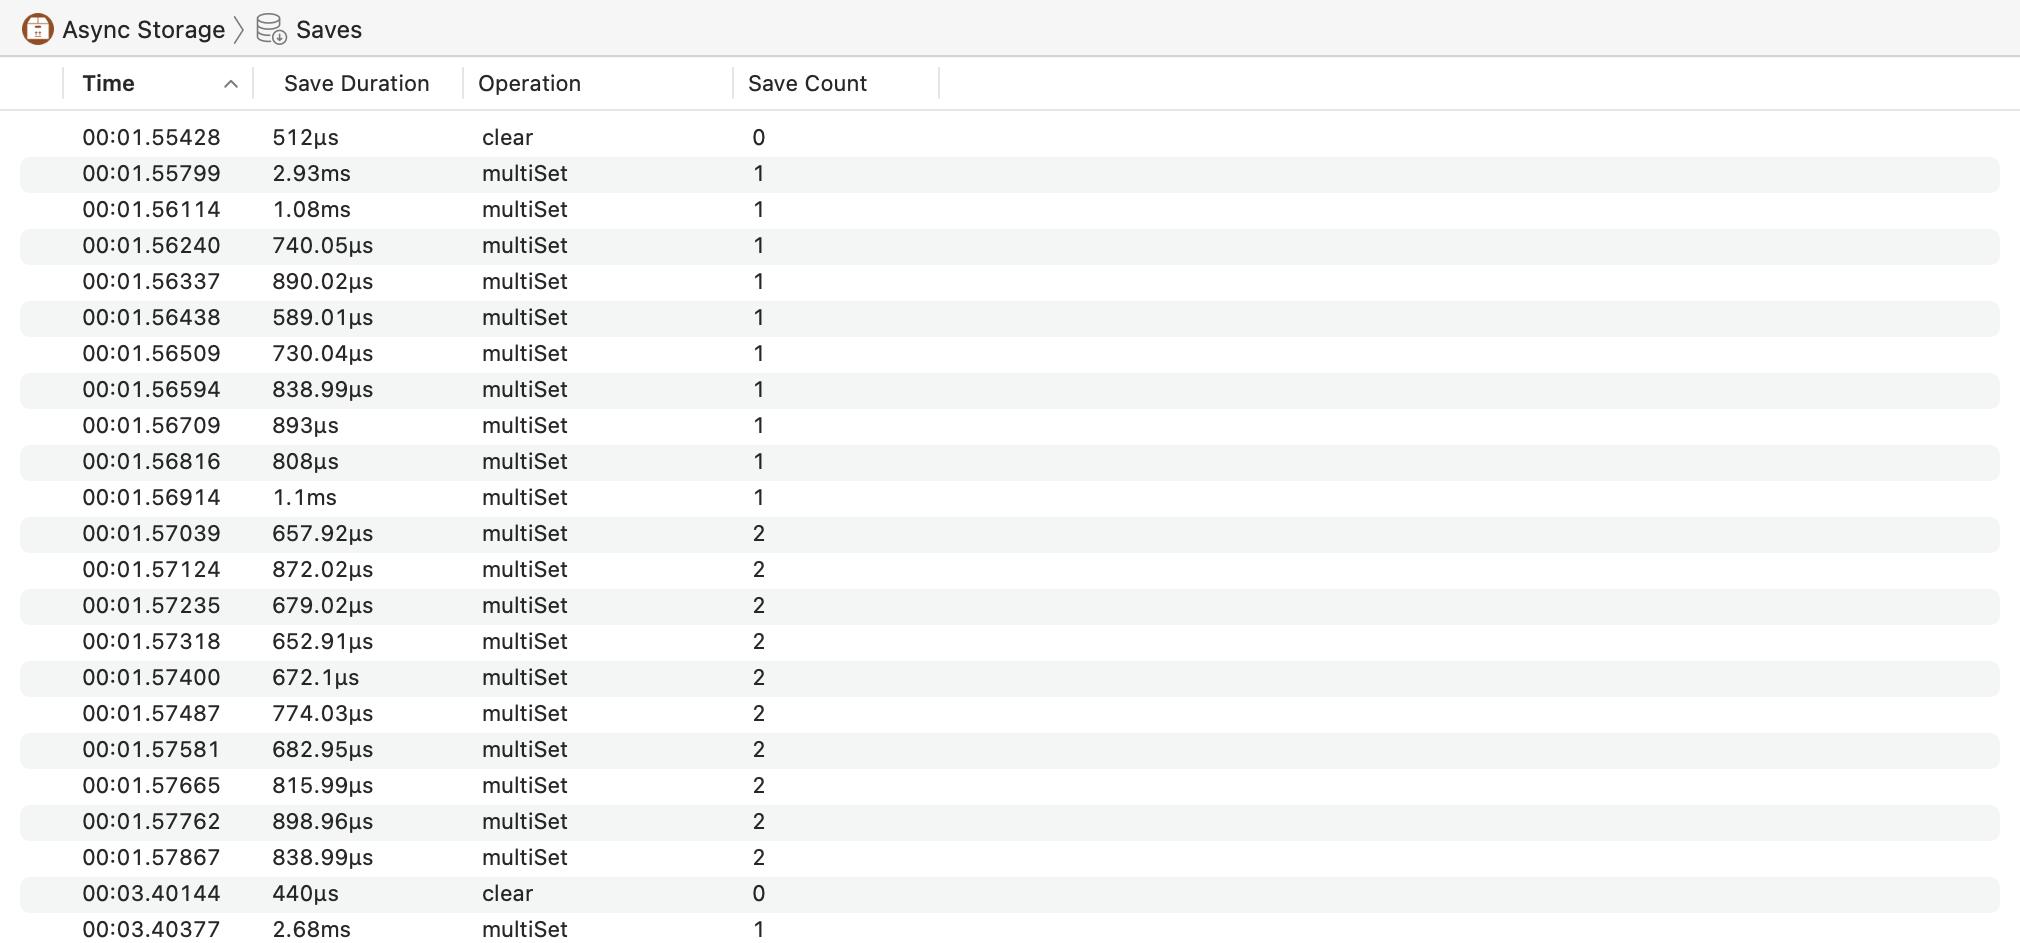 Async Storage Saves
Time Save Duration Operation Save Count
00:01.55428 512µs clear 0
00:01.55799 2.93ms multiSet 1
00:01.56114 1.08ms multiSet 1
00:01.56240 740.05µs multiSet 1
00:01.56337 890.02µs multiSet 1
00:01.56438 589.01µs multiSet 1
00:01.56509 730.04µs multiSet 1
00:01.56594 838.99µs multiSet 1
00:01.56709 893µs multiSet 1
00:01.56816 808µs multiSet 1
00:01.56914 1.1ms multiSet 1
00:01.57039 657.92µs multiSet 2
00:01.57124 872.02µs multiSet 2
00:01.57235 679.02µs multiSet 2
00:01.57318 652.91µs multiSet 2
00:01.57400 672.1µs multiSet 2
00:01.57487 774.03µs multiSet 2
00:01.57581 682.95µs multiSet 2
00:01.57665 815.99µs multiSet 2
00:01.57762 898.96µs multiSet 2
00:01.57867 838.99µs multiSet 2
00:03.40144 440µs clear 0
00:03.40377 2.68ms multiSet 1